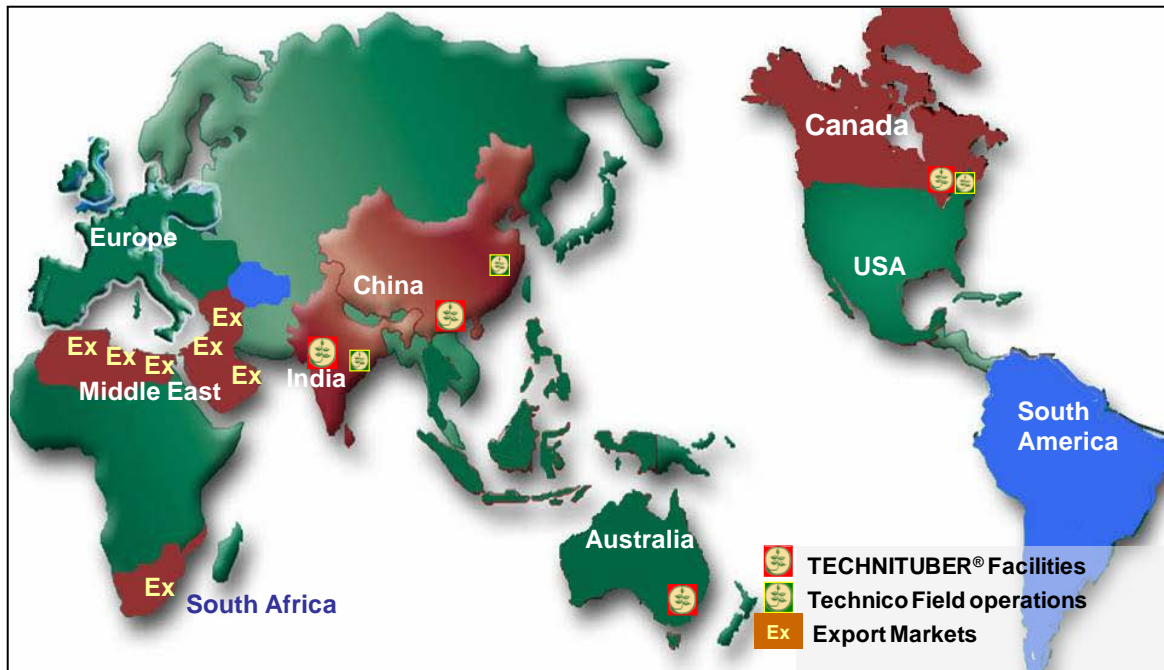 Canada
Europe
USA
China
Ex
Ex
Ex
Ex
Ex
Ex
India
Middle East
South
America
Australia
TECHNITUBER® Facilities
Ex
South Africa
Technico Field operations
Ex Export Markets